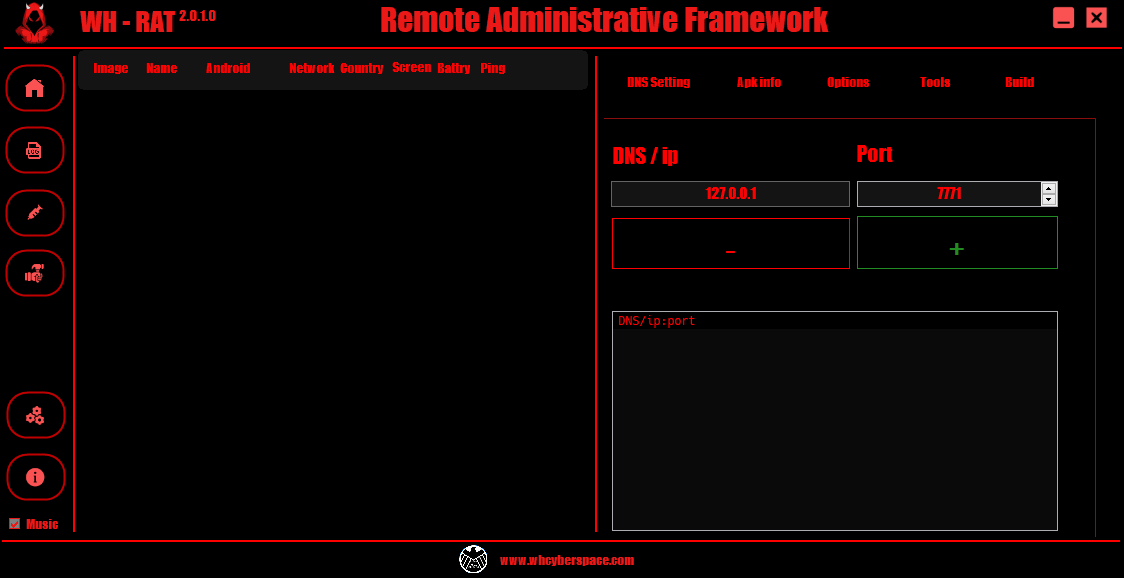 WH - RAT 2.0.1.0
Remote Administrative Framework
Image Name Android Network Country Screen Battry Ping
DNS Setting Apk info Options Tools Build
LOG
DNS / ip Port
127.0.0.1 7771
- +
DNS/ip:port
Music
www.whcyberspace.com